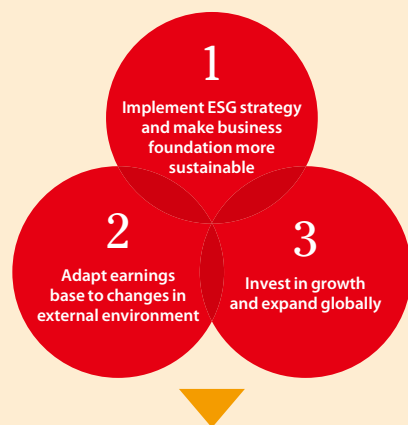 1
Implement ESG strategy
and make business
foundation more
sustainable
2
Adapt earnings
base to changes in
external environment
3
Invest in growth
and expand globally